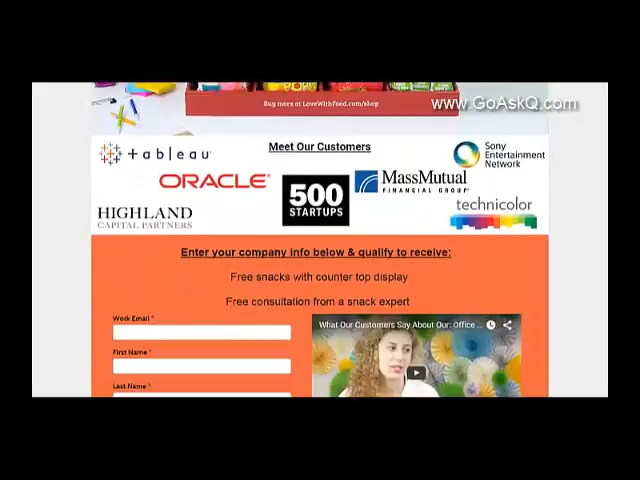 Buy more at LoveWithFood.com/shop
www.GoAskQ.com
Meet Our Customers
+ a b | e a u
Sony
Entertainment
Network
ORACLE
500
STARTUPS
MassMutual
FINANCIAL GROUP
HIGHLAND
CAPITAL PARTNERS
technicolor
Enter your company info below & qualify to receive:
Free snacks with counter top display
Free consultation from a snack expert
Work Email *
First Name *
Last Name *
What Our Customers Say About Our: Office ...